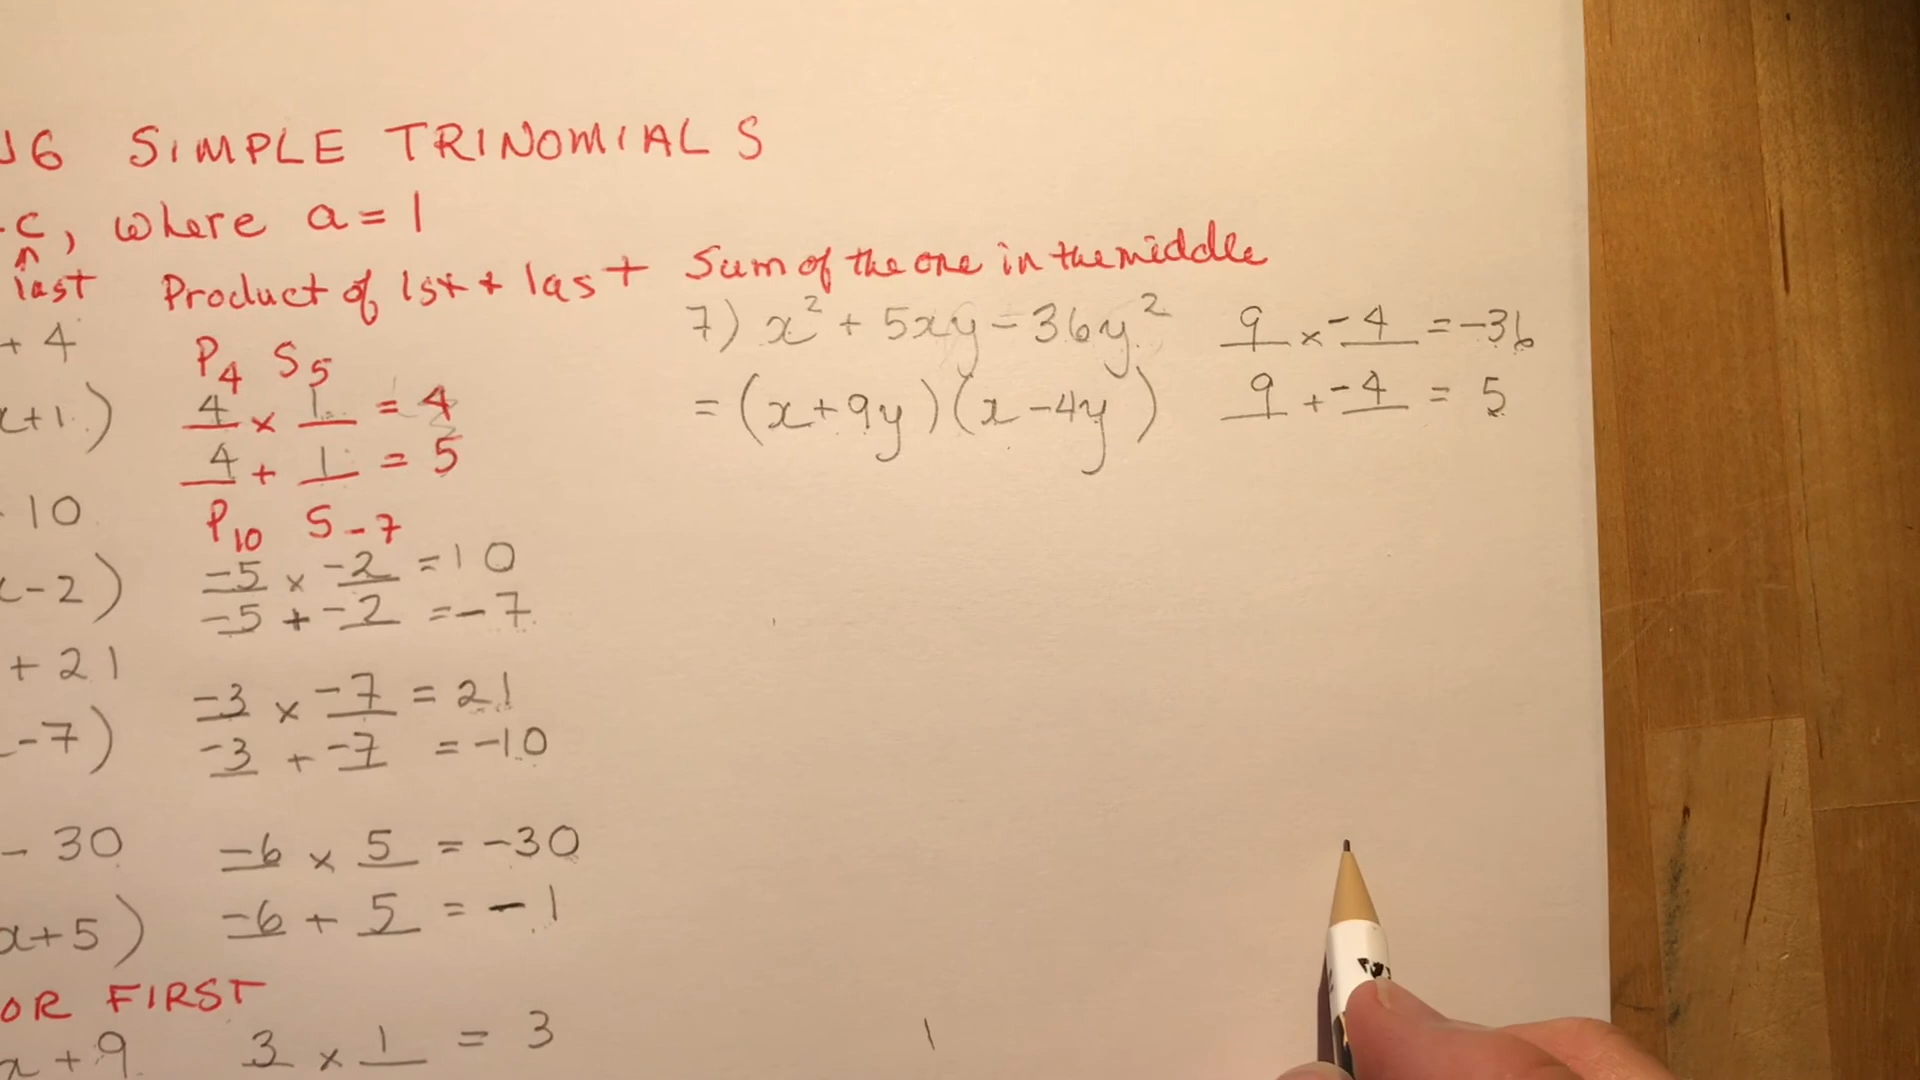 6 SIMPLE TRINOMIALS
c, where a = 1
last Product of 1st + last + Sum of the one in the middle
+ 4
P4 S5
x+1)
4 × 1 = 4
4 + 1 = 5
10
P10 S-7
-5 × -2 = 10
x-2)
-5 + -2 = -7
+ 21
-3 × -7 = 21
-7)
-3 + -7 = -10
- 30
-6 × 5 = -30
x+5)
-6 + 5 = -1
OR FIRST
x + 9
3 × 1 = 3
7) x² + 5xy - 36y²
9 × -4 = -36
= (x+9y)(x-4y)
9 + -4 = 5